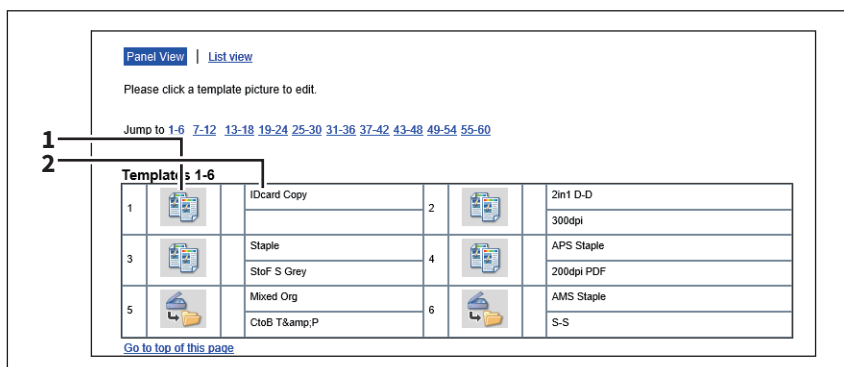 Panel View | List view
Please click a template picture to edit.
Jump to 1-6 7-12 13-18 19-24 25-30 31-36 37-42 43-48 49-54 55-60
1
2
Templates 1-6
1 IDcard Copy 2 2in1 D-D
300dpi
3 Staple 4 APS Staple
StoF S Grey 200dpi PDF
5 Mixed Org 6 AMS Staple
CtoB T&amp;P S-S
Go to top of this page